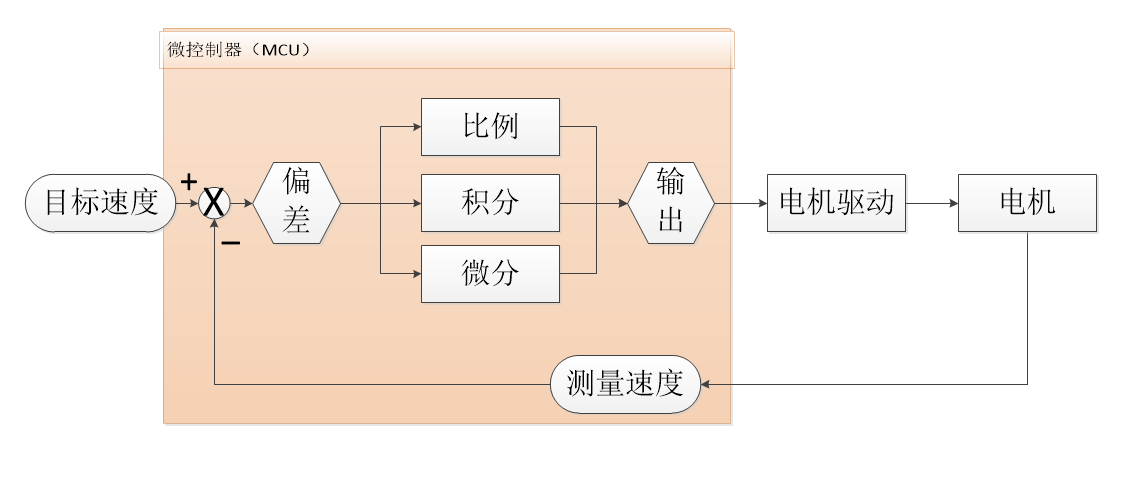 微控制器（MCU）
比例
目标速度
+
X
偏
差
积分
输
出
电机驱动
电机
−
微分
测量速度